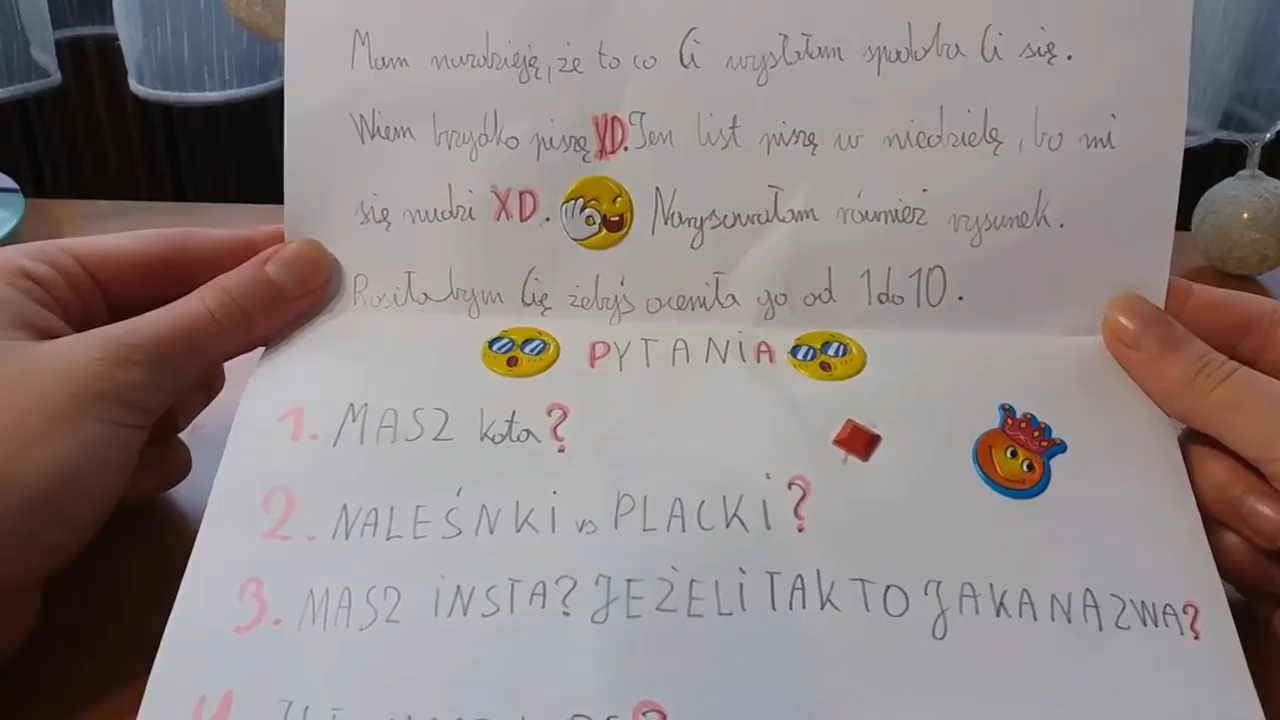 Mam nardzieję, że to co Ci wysłałam spodoba Ci się.
Wiem brzydko piszę XD. Ten list piszę w niedzielę, bo mi
się nudzi XD. Narysowałam również rysunek.
Prosiłabym Cię żebyś oceniła go od 1 do 10.
PYTANIA
1. MASZ kota?
2. NALEŚNKI vs PLACKI?
3. MASZ INSTA? JEŻELI TAK TO JAKA NAZWA?
4.